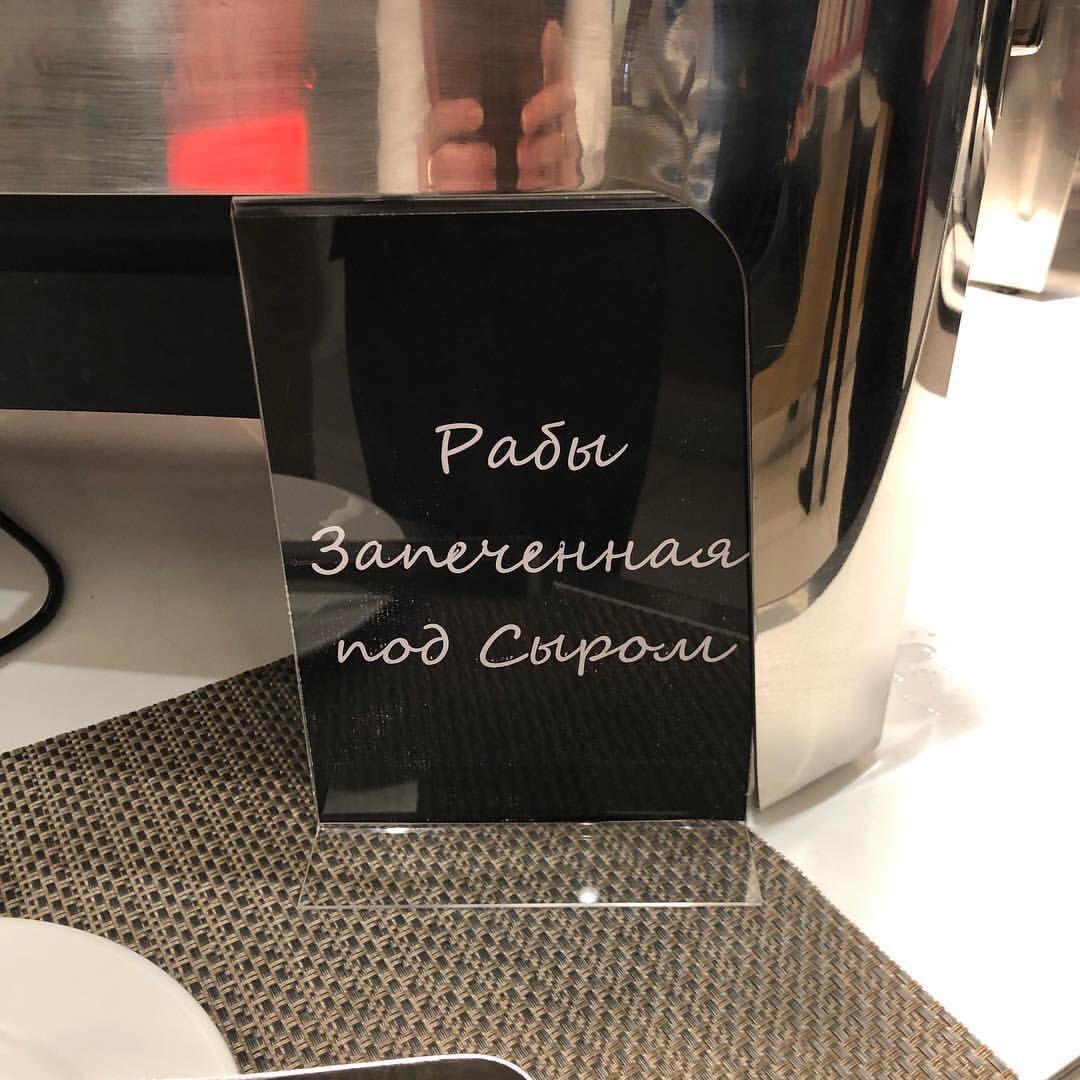 Рабы
Запеченная
под Сыром